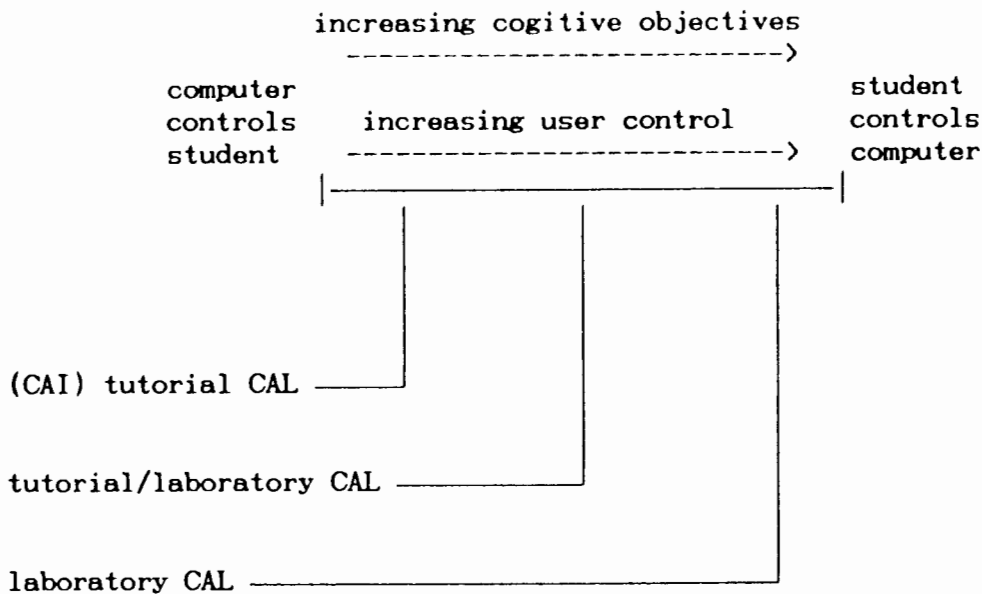 increasing cogitive objectives
computer
controls
student
increasing user control
student
controls
computer
(CAI) tutorial CAL
tutorial/laboratory CAL
laboratory CAL